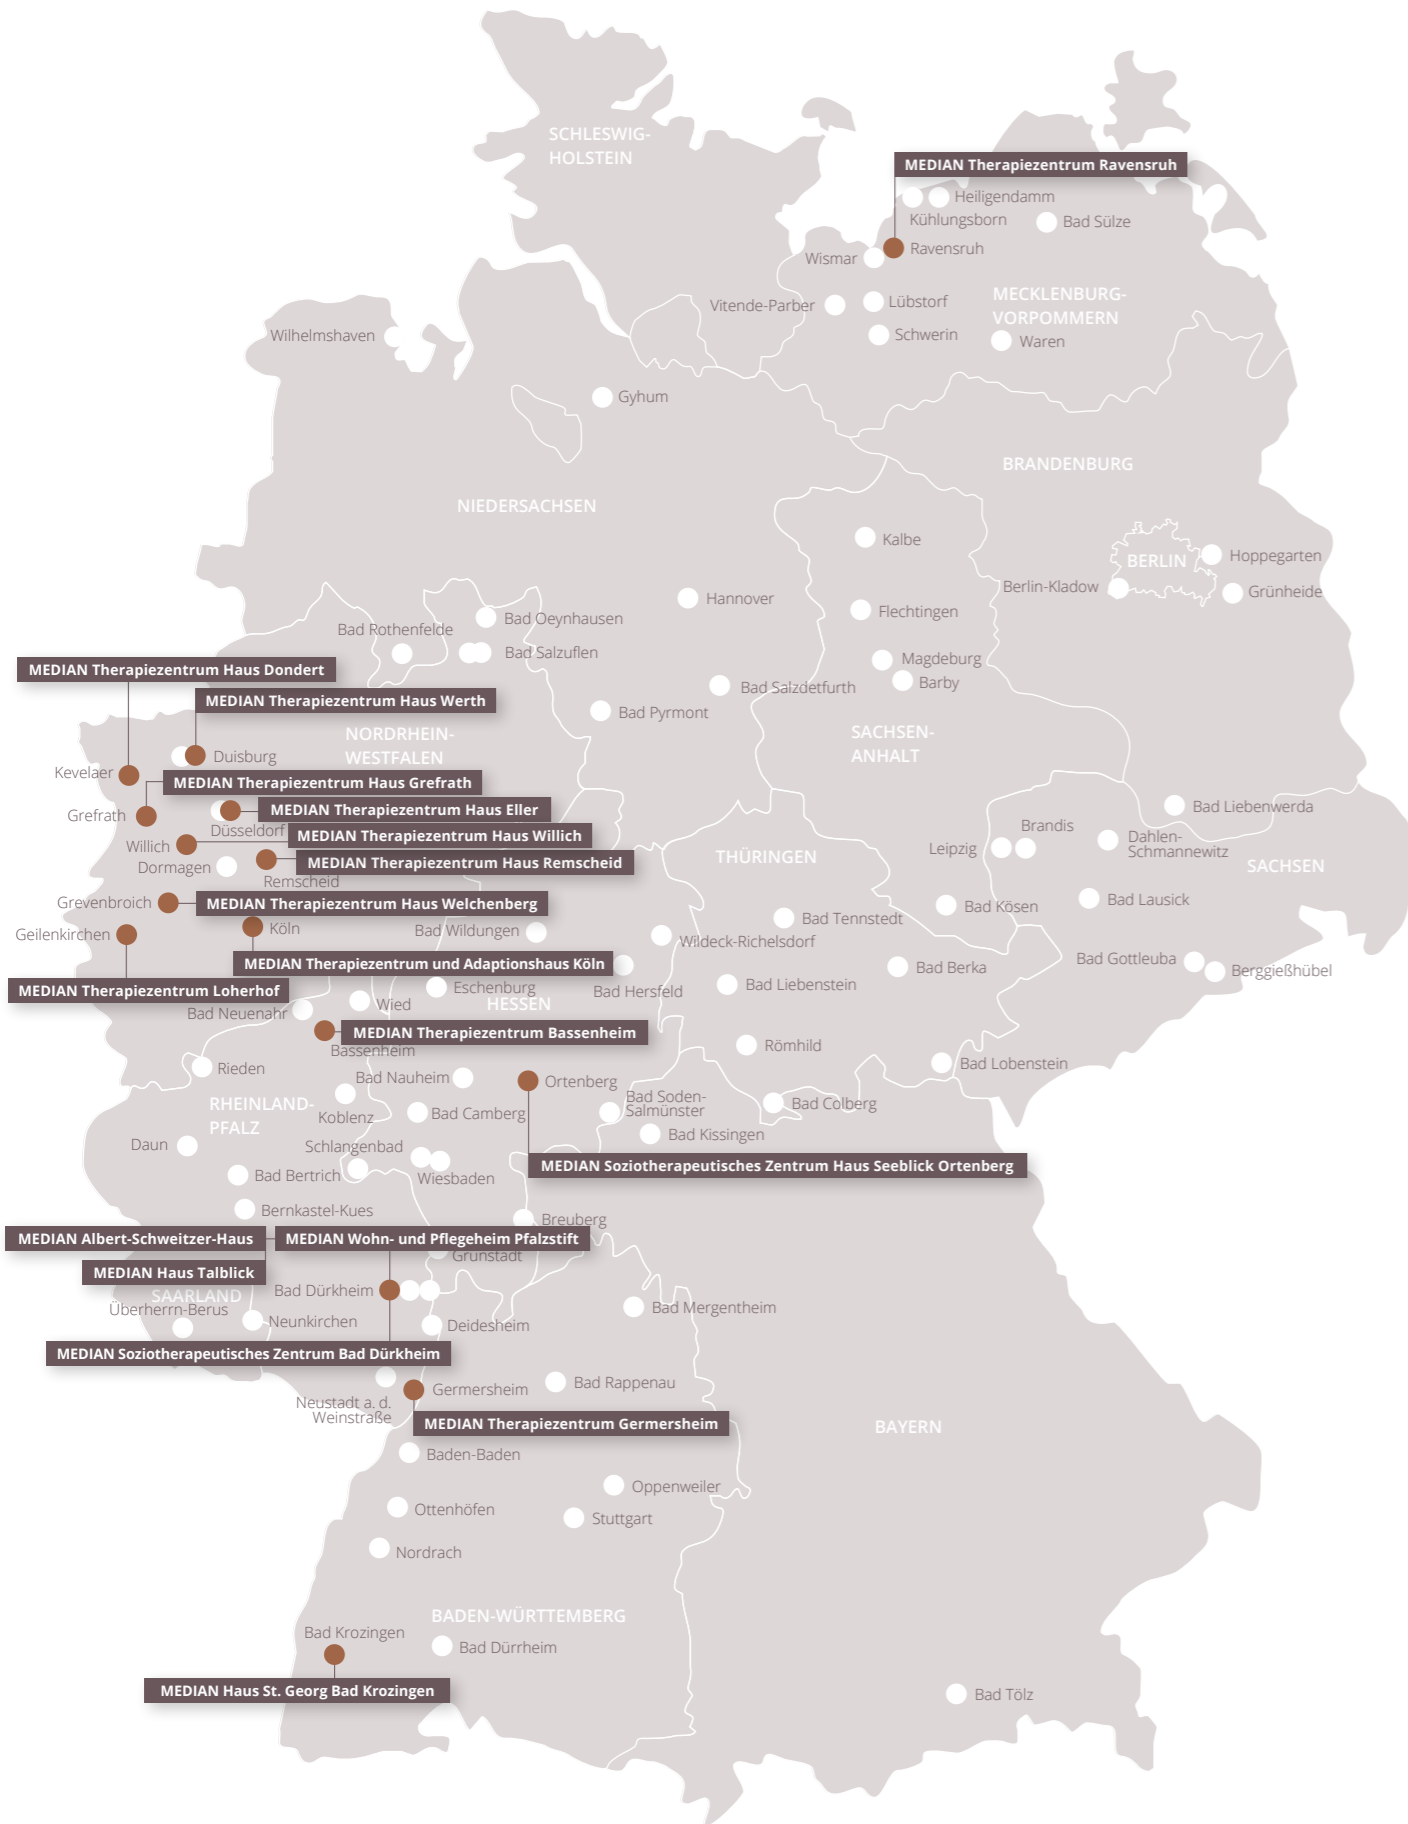 SCHLESWIG-
HOLSTEIN
MEDIAN Therapiezentrum Ravensruh
Heiligendamm
Kühlungsborn
Bad Sülze
Ravensruh
Wismar
MECKLENBURG-
VORPOMMERN
Vitende-Parber
Lübstorf
Schwerin
Waren
Wilhelmshaven
Gyhum
BRANDENBURG
NIEDERSACHSEN
Kalbe
BERLIN
Hoppegarten
Berlin-Kladow
Grünheide
Hannover
Flechtingen
Bad Oeynhausen
Bad Rothenfelde
Bad Salzuflen
Magdeburg
Barby
MEDIAN Therapiezentrum Haus Dondert
Bad Salzdetfurth
MEDIAN Therapiezentrum Haus Werth
Bad Pyrmont
NORDRHEIN-
WESTFALEN
SACHSEN-
ANHALT
Duisburg
Kevelaer
MEDIAN Therapiezentrum Haus Grefrath
Grefrath
MEDIAN Therapiezentrum Haus Eller
Düsseldorf
Bad Liebenwerda
MEDIAN Therapiezentrum Haus Willich
Willich
Brandis
Leipzig
Dahlen-
Schmannewitz
MEDIAN Therapiezentrum Haus Remscheid
Dormagen
Remscheid
THÜRINGEN
SACHSEN
Grevenbroich
MEDIAN Therapiezentrum Haus Welchenberg
Bad Kösen
Bad Lausick
Bad Tennstedt
Geilenkirchen
Köln
Bad Wildungen
Wildeck-Richelsdorf
MEDIAN Therapiezentrum und Adaptionshaus Köln
Bad Gottleuba
Berggießhübel
Bad Berka
MEDIAN Therapiezentrum Loherhof
Eschenburg
Bad Hersfeld
Bad Liebenstein
HESSEN
Wied
Bad Neuenahr
MEDIAN Therapiezentrum Bassenheim
Bassenheim
Römhild
Rieden
Bad Lobenstein
Bad Nauheim
Ortenberg
RHEINLAND-
PFALZ
Koblenz
Bad Camberg
Bad Soden-
Salmünster
Bad Colberg
Daun
Bad Kissingen
Schlangenbad
Wiesbaden
MEDIAN Soziotherapeutisches Zentrum Haus Seeblick Ortenberg
Bad Bertrich
Bernkastel-Kues
Breuberg
MEDIAN Albert-Schweitzer-Haus
MEDIAN Wohn- und Pflegeheim Pfalzstift
Grünstadt
MEDIAN Haus Talblick
SAARLAND
Bad Dürkheim
Überherrn-Berus
Neunkirchen
Bad Mergentheim
Deidesheim
MEDIAN Soziotherapeutisches Zentrum Bad Dürkheim
Bad Rappenau
Germersheim
Neustadt a. d.
Weinstraße
MEDIAN Therapiezentrum Germersheim
BAYERN
Baden-Baden
Oppenweiler
Ottenhöfen
Stuttgart
Nordrach
BADEN-WÜRTTEMBERG
Bad Krozingen
Bad Dürrheim
MEDIAN Haus St. Georg Bad Krozingen
Bad Tölz